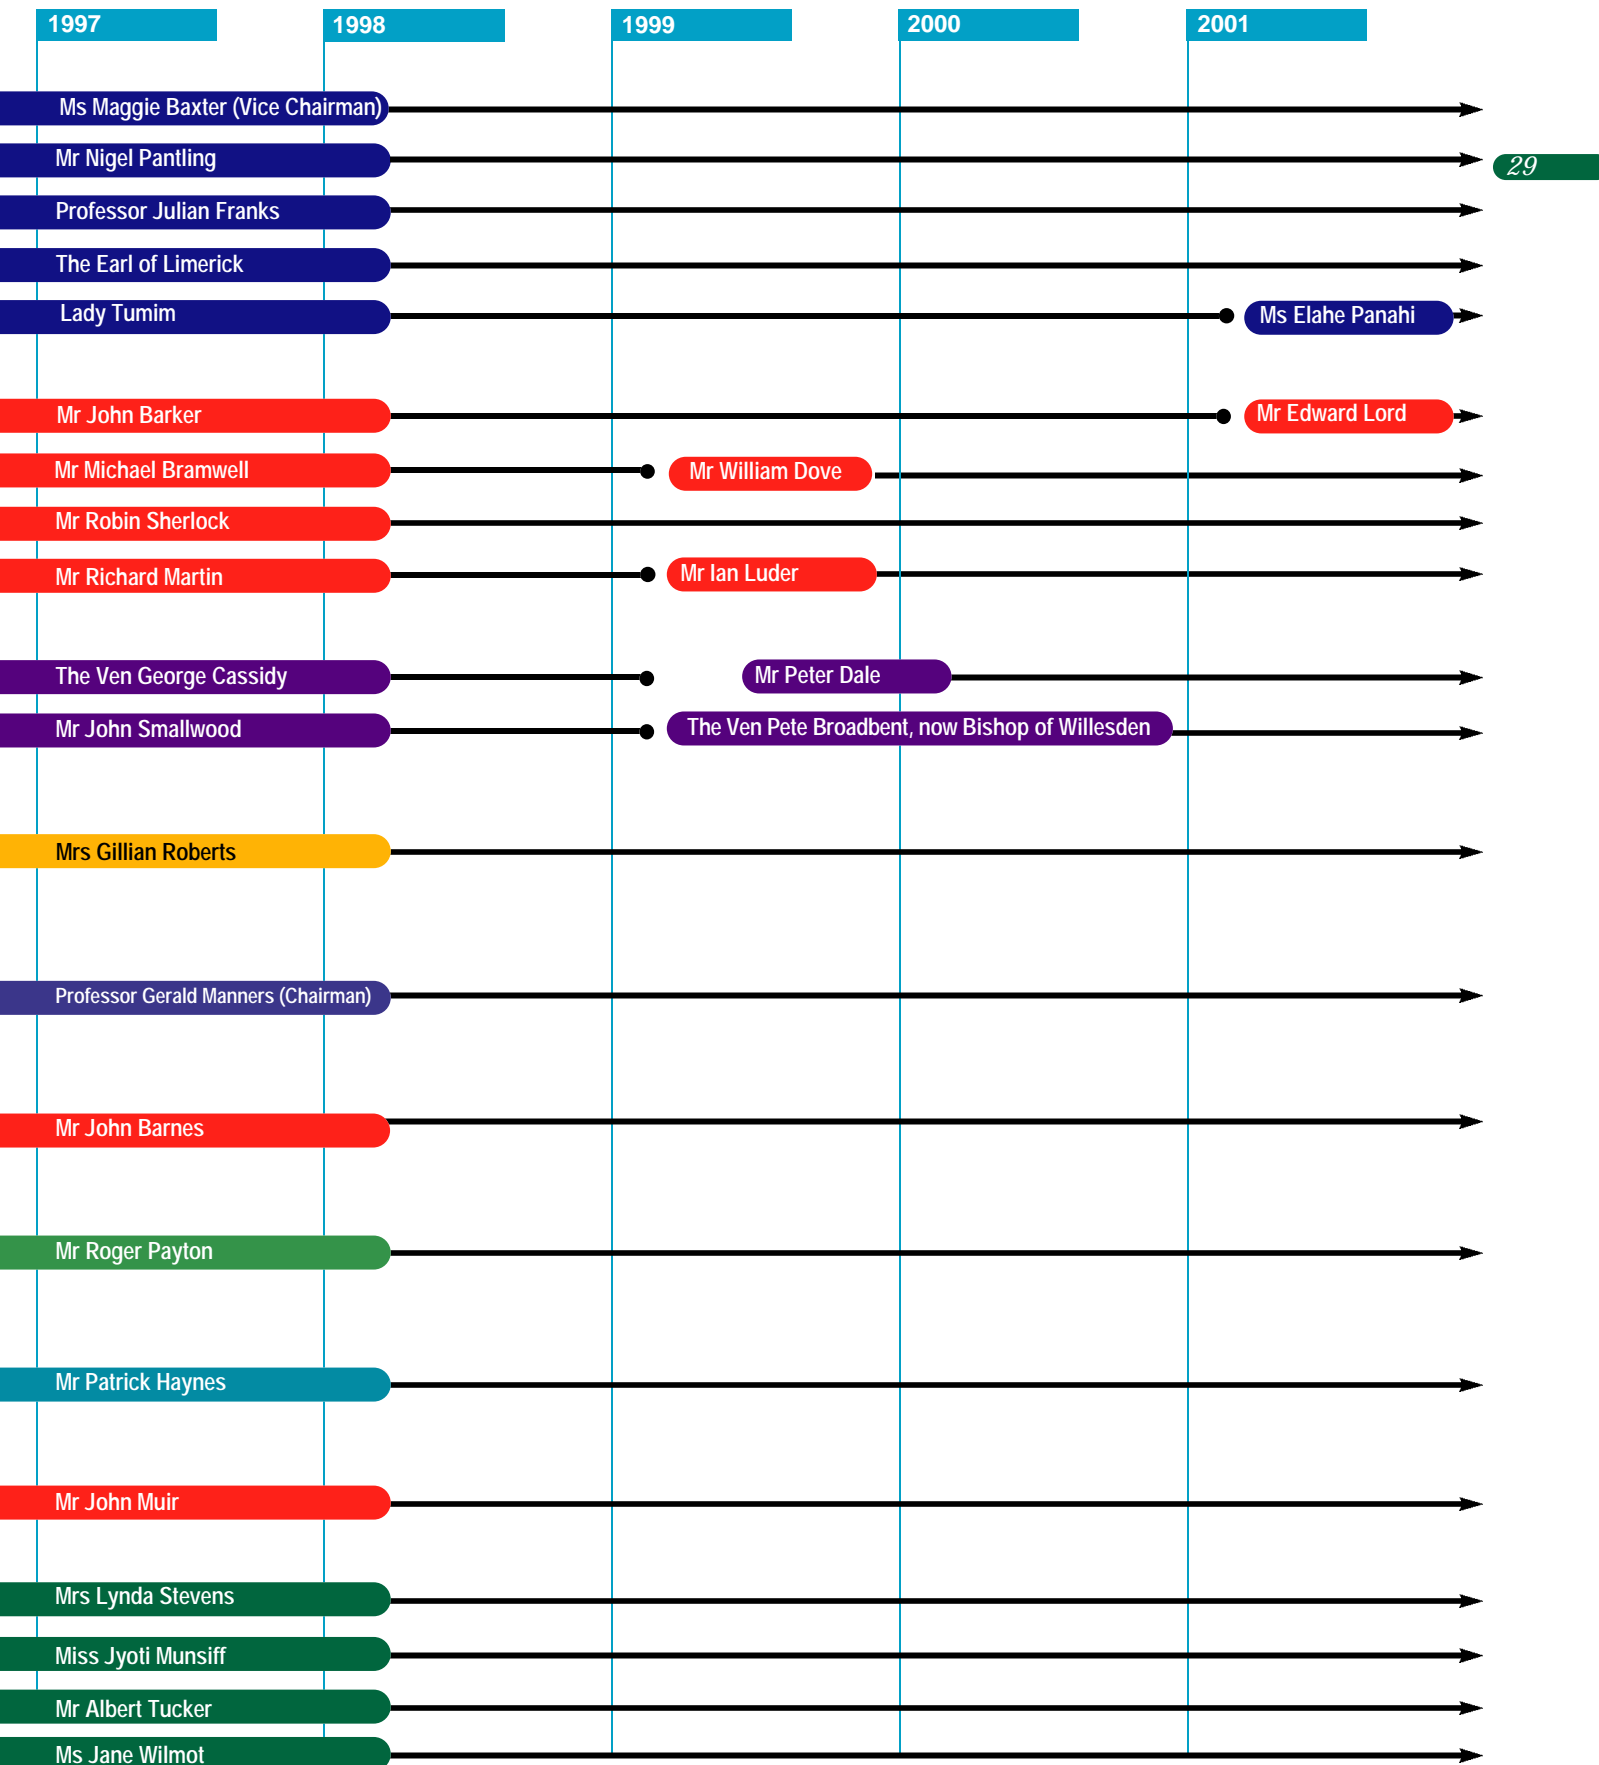 1997
1998
1999
2000
2001
Ms Maggie Baxter (Vice Chairman)
Mr Nigel Pantling
29
Professor Julian Franks
The Earl of Limerick
Lady Tumim
Ms Elahe Panahi
Mr John Barker
Mr Edward Lord
Mr Michael Bramwell
Mr William Dove
Mr Robin Sherlock
Mr Richard Martin
Mr Ian Luder
The Ven George Cassidy
Mr Peter Dale
Mr John Smallwood
The Ven Pete Broadbent, now Bishop of Willesden
Mrs Gillian Roberts
Professor Gerald Manners (Chairman)
Mr John Barnes
Mr Roger Payton
Mr Patrick Haynes
Mr John Muir
Mrs Lynda Stevens
Miss Jyoti Munsiff
Mr Albert Tucker
Ms Jane Wilmot